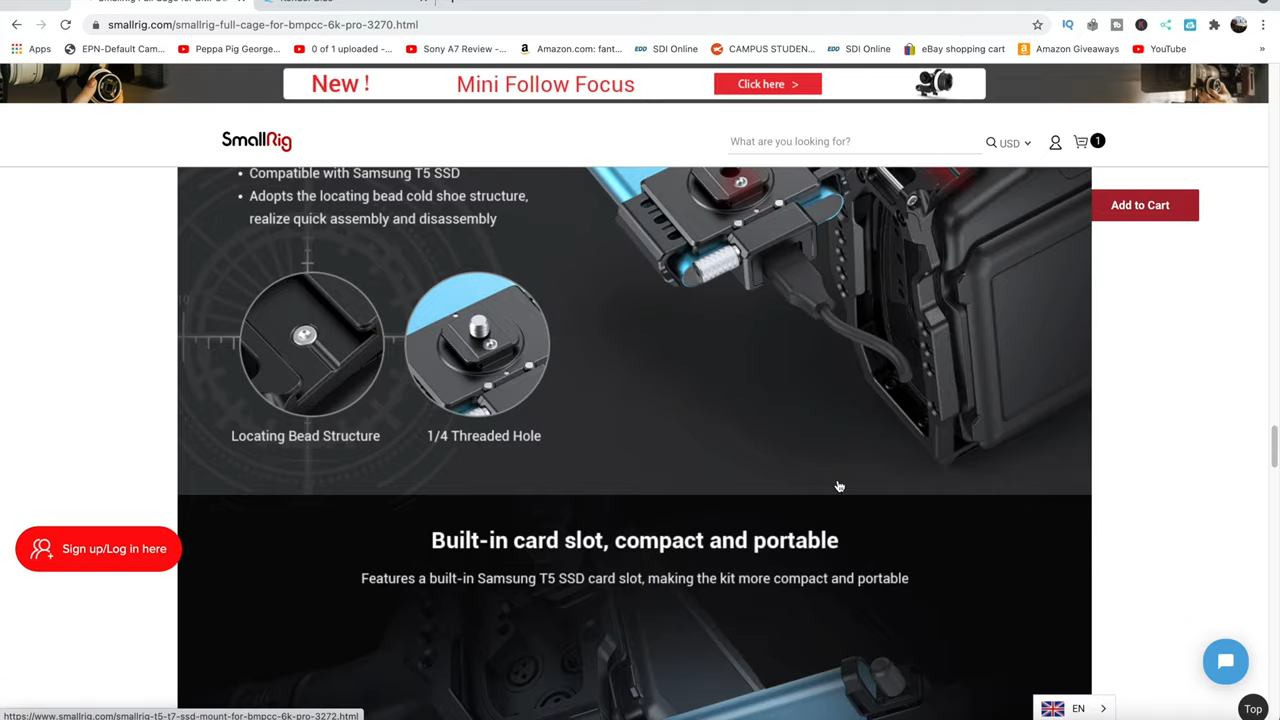 smallrig.com/smallrig-full-cage-for-bmpcc-6k-pro-3270.html
Apps
EPN-Default Cam...
Peppa Pig George...
0 of 1 uploaded -...
Sony A7 Review -...
Amazon.com: fant...
EDD SDI Online
CAMPUS STUDEN...
EDD SDI Online
eBay shopping cart
Amazon Giveaways
YouTube
»
New !
Mini Follow Focus
Click here >
SmallRig
What are you looking for?
USD
1
Compatible with Samsung T5 SSD
Adopts the locating bead cold shoe structure,
realize quick assembly and disassembly
Add to Cart
Locating Bead Structure
1/4 Threaded Hole
Sign up/Log in here
Built-in card slot, compact and portable
Features a built-in Samsung T5 SSD card slot, making the kit more compact and portable
https://www.smallrig.com/smallrig-t5-t7-ssd-mount-for-bmpcc-6k-pro-3272.html
EN
Top